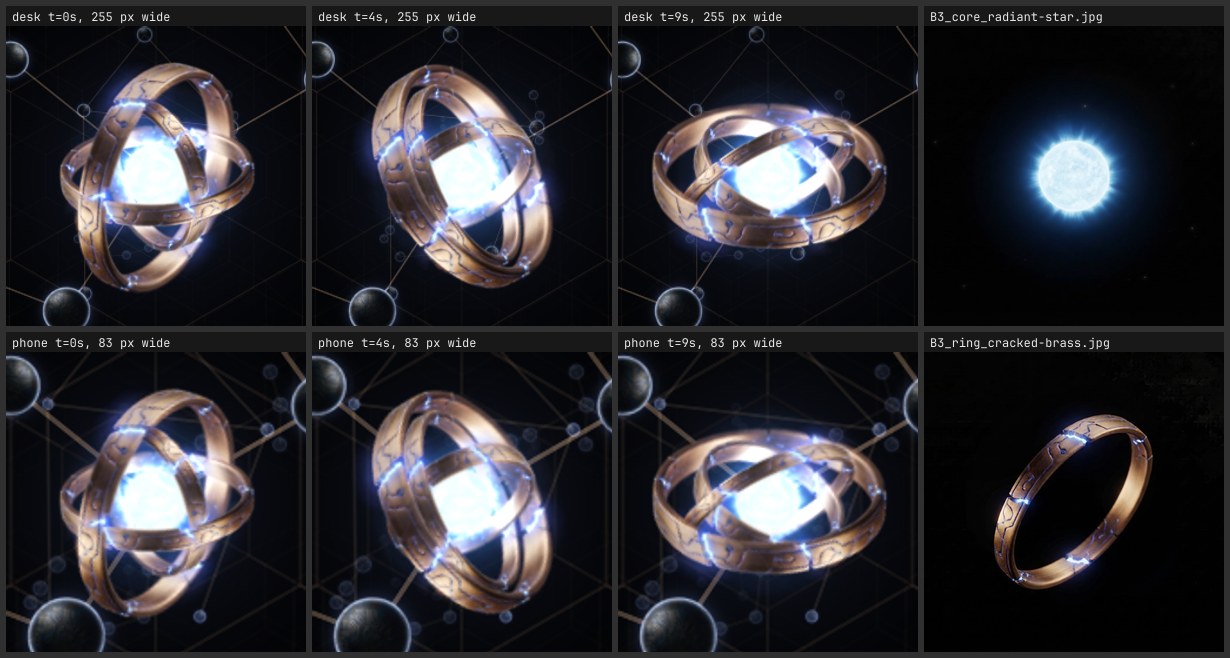 desk t=0s, 255 px wide
desk t=4s, 255 px wide
desk t=9s, 255 px wide
B3_core_radiant-star.jpg
phone t=0s, 83 px wide
phone t=4s, 83 px wide
phone t=9s, 83 px wide
B3_ring_cracked-brass.jpg